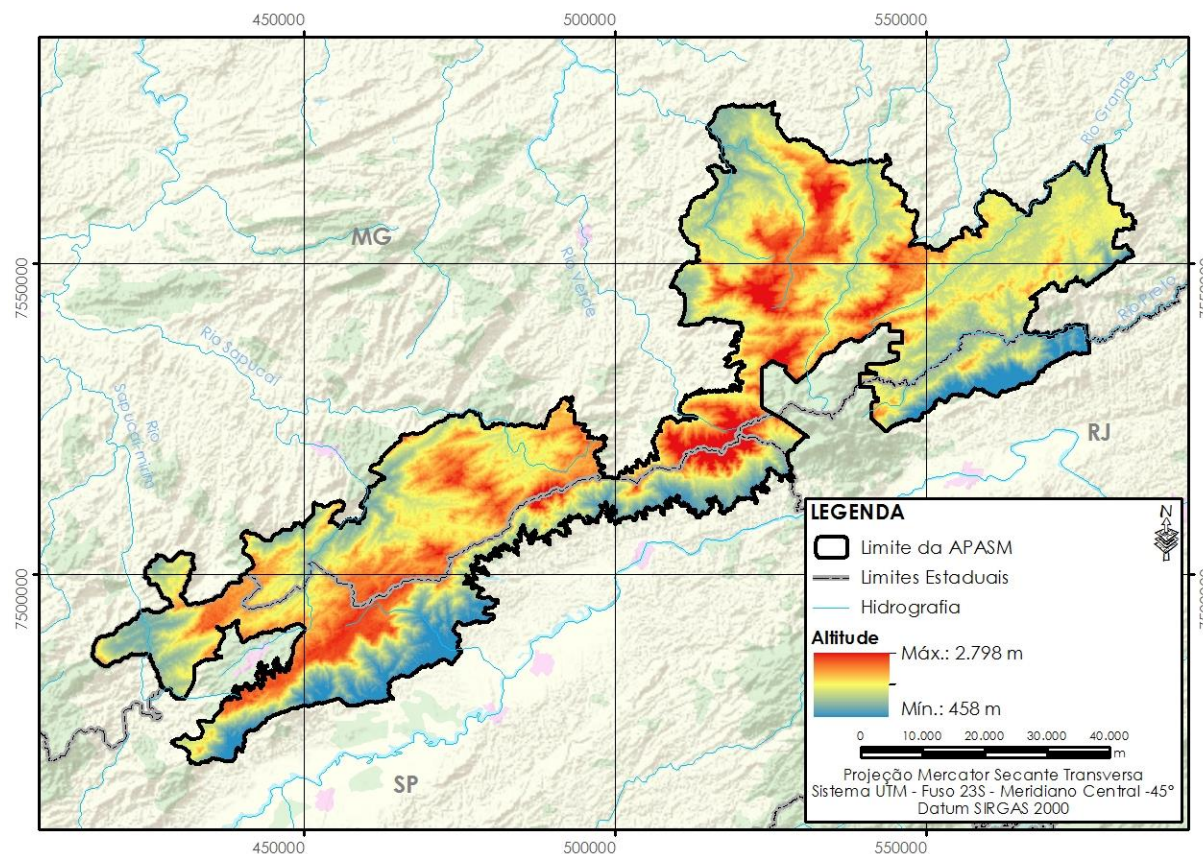 450000
500000
550000
Rio Grande
MG
7550000
7550000
Rio Verde
Rio Preto
Rio Sapucaí
Rio
Sapucaí mirim
RJ
LEGENDA
N
Limite da APASM
Limites Estaduais
Hidrografia
Altitude
Máx.: 2.798 m
Mín.: 458 m
0 10.000 20.000 30.000 40.000
m
Projeção Mercator Secante Transversa
Sistema UTM - Fuso 23S - Meridiano Central -45°
Datum SIRGAS 2000
7500000
7500000
SP
450000
500000
550000